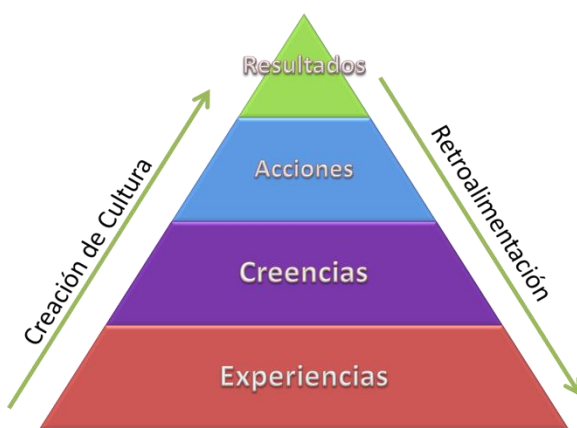 Resultados
Acciones
Creencias
Experiencias
Creación de Cultura
Retroalimentación